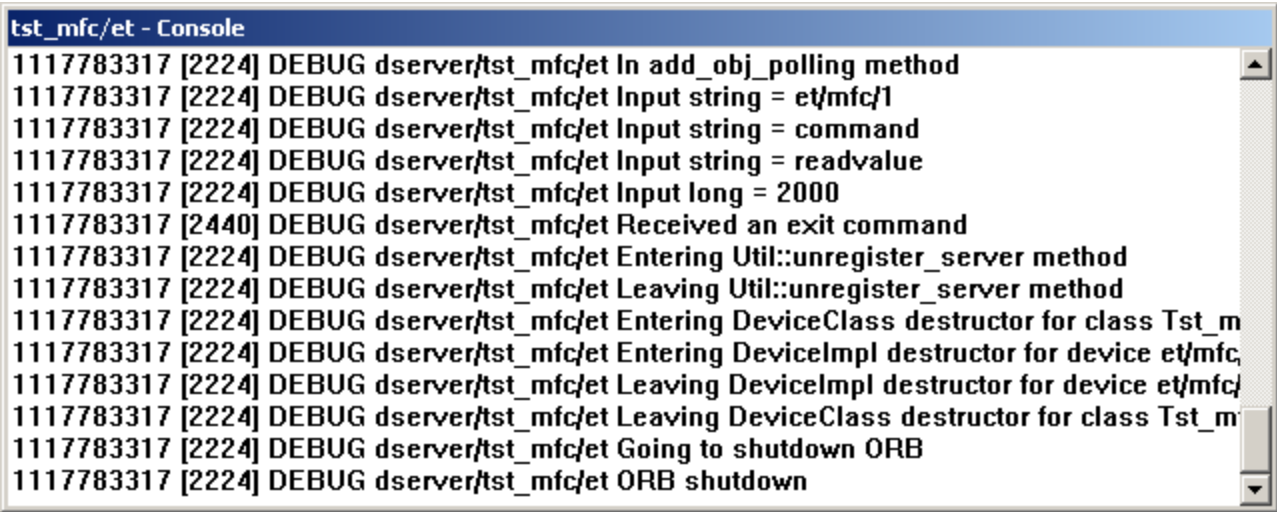 tst_mfc/et - Console
1117783317 [2224] DEBUG dserver/tst_mfc/et In add_obj_polling method
1117783317 [2224] DEBUG dserver/tst_mfc/et Input string = et/mfc/1
1117783317 [2224] DEBUG dserver/tst_mfc/et Input string = command
1117783317 [2224] DEBUG dserver/tst_mfc/et Input string = readvalue
1117783317 [2224] DEBUG dserver/tst_mfc/et Input long = 2000
1117783317 [2440] DEBUG dserver/tst_mfc/et Received an exit command
1117783317 [2224] DEBUG dserver/tst_mfc/et Entering Util::unregister_server method
1117783317 [2224] DEBUG dserver/tst_mfc/et Leaving Util::unregister_server method
1117783317 [2224] DEBUG dserver/tst_mfc/et Entering DeviceClass destructor for class Tst_m
1117783317 [2224] DEBUG dserver/tst_mfc/et Entering DeviceImpl destructor for device et/mfc/
1117783317 [2224] DEBUG dserver/tst_mfc/et Leaving DeviceImpl destructor for device et/mfc/
1117783317 [2224] DEBUG dserver/tst_mfc/et Leaving DeviceClass destructor for class Tst_m
1117783317 [2224] DEBUG dserver/tst_mfc/et Going to shutdown ORB
1117783317 [2224] DEBUG dserver/tst_mfc/et ORB shutdown